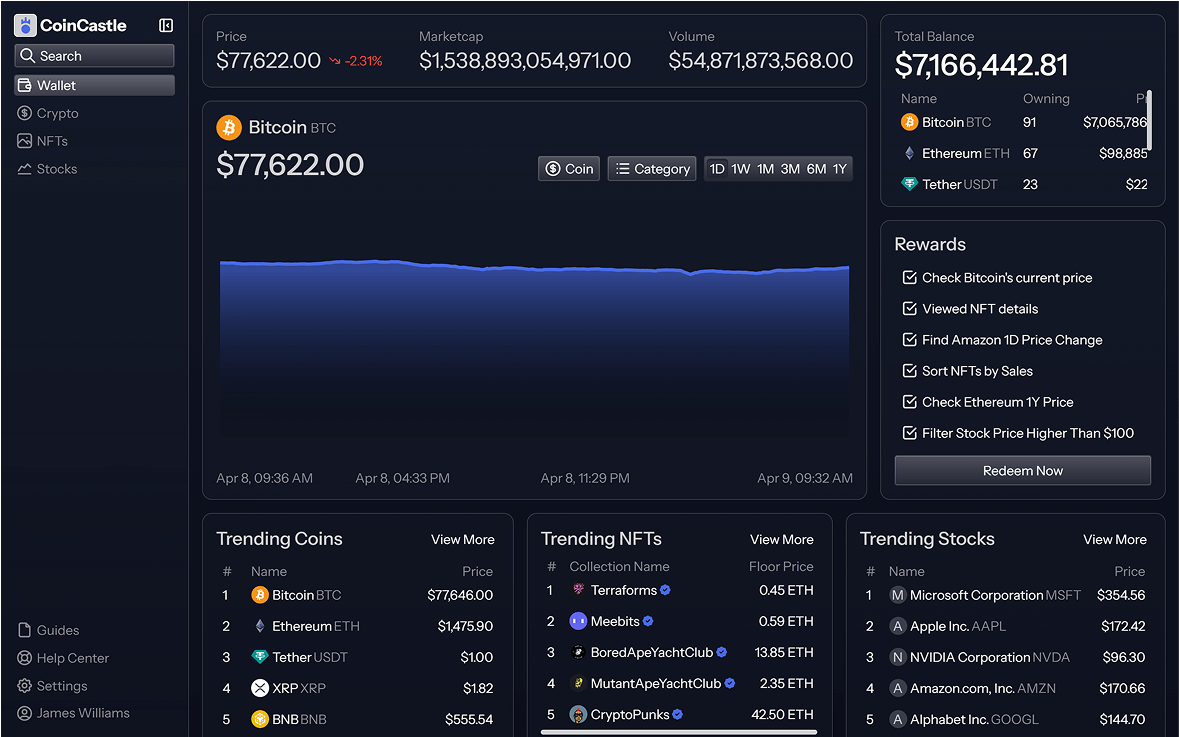 CoinCastle
Search
Wallet
Crypto
NFTs
Stocks
Guides
Help Center
Settings
James Williams
Price
$77,622.00 -2.31%
Marketcap
$1,538,893,054,971.00
Volume
$54,871,873,568.00
Bitcoin BTC
$77,622.00
Coin
Category
1D 1W 1M 3M 6M 1Y
Apr 8, 09:36 AM Apr 8, 04:33 PM Apr 8, 11:29 PM Apr 9, 09:32 AM
Total Balance
$7,166,442.81
Name Owning
Bitcoin BTC 91 $7,065,786
Ethereum ETH 67 $98,885
Tether USDT 23 $22
Rewards
Check Bitcoin's current price
Viewed NFT details
Find Amazon 1D Price Change
Sort NFTs by Sales
Check Ethereum 1Y Price
Filter Stock Price Higher Than $100
Redeem Now
Trending Coins View More
# Name Price
1 Bitcoin BTC $77,646.00
2 Ethereum ETH $1,475.90
3 Tether USDT $1.00
4 XRP XRP $1.82
5 BNB BNB $555.54
Trending NFTs View More
# Collection Name Floor Price
1 Terraforms 0.45 ETH
2 Meebits 0.59 ETH
3 BoredApeYachtClub 13.85 ETH
4 MutantApeYachtClub 2.35 ETH
5 CryptoPunks 42.50 ETH
Trending Stocks View More
# Name Price
1 M Microsoft Corporation MSFT $354.56
2 A Apple Inc. AAPL $172.42
3 N NVIDIA Corporation NVDA $96.30
4 A Amazon.com, Inc. AMZN $170.66
5 A Alphabet Inc. GOOGL $144.70